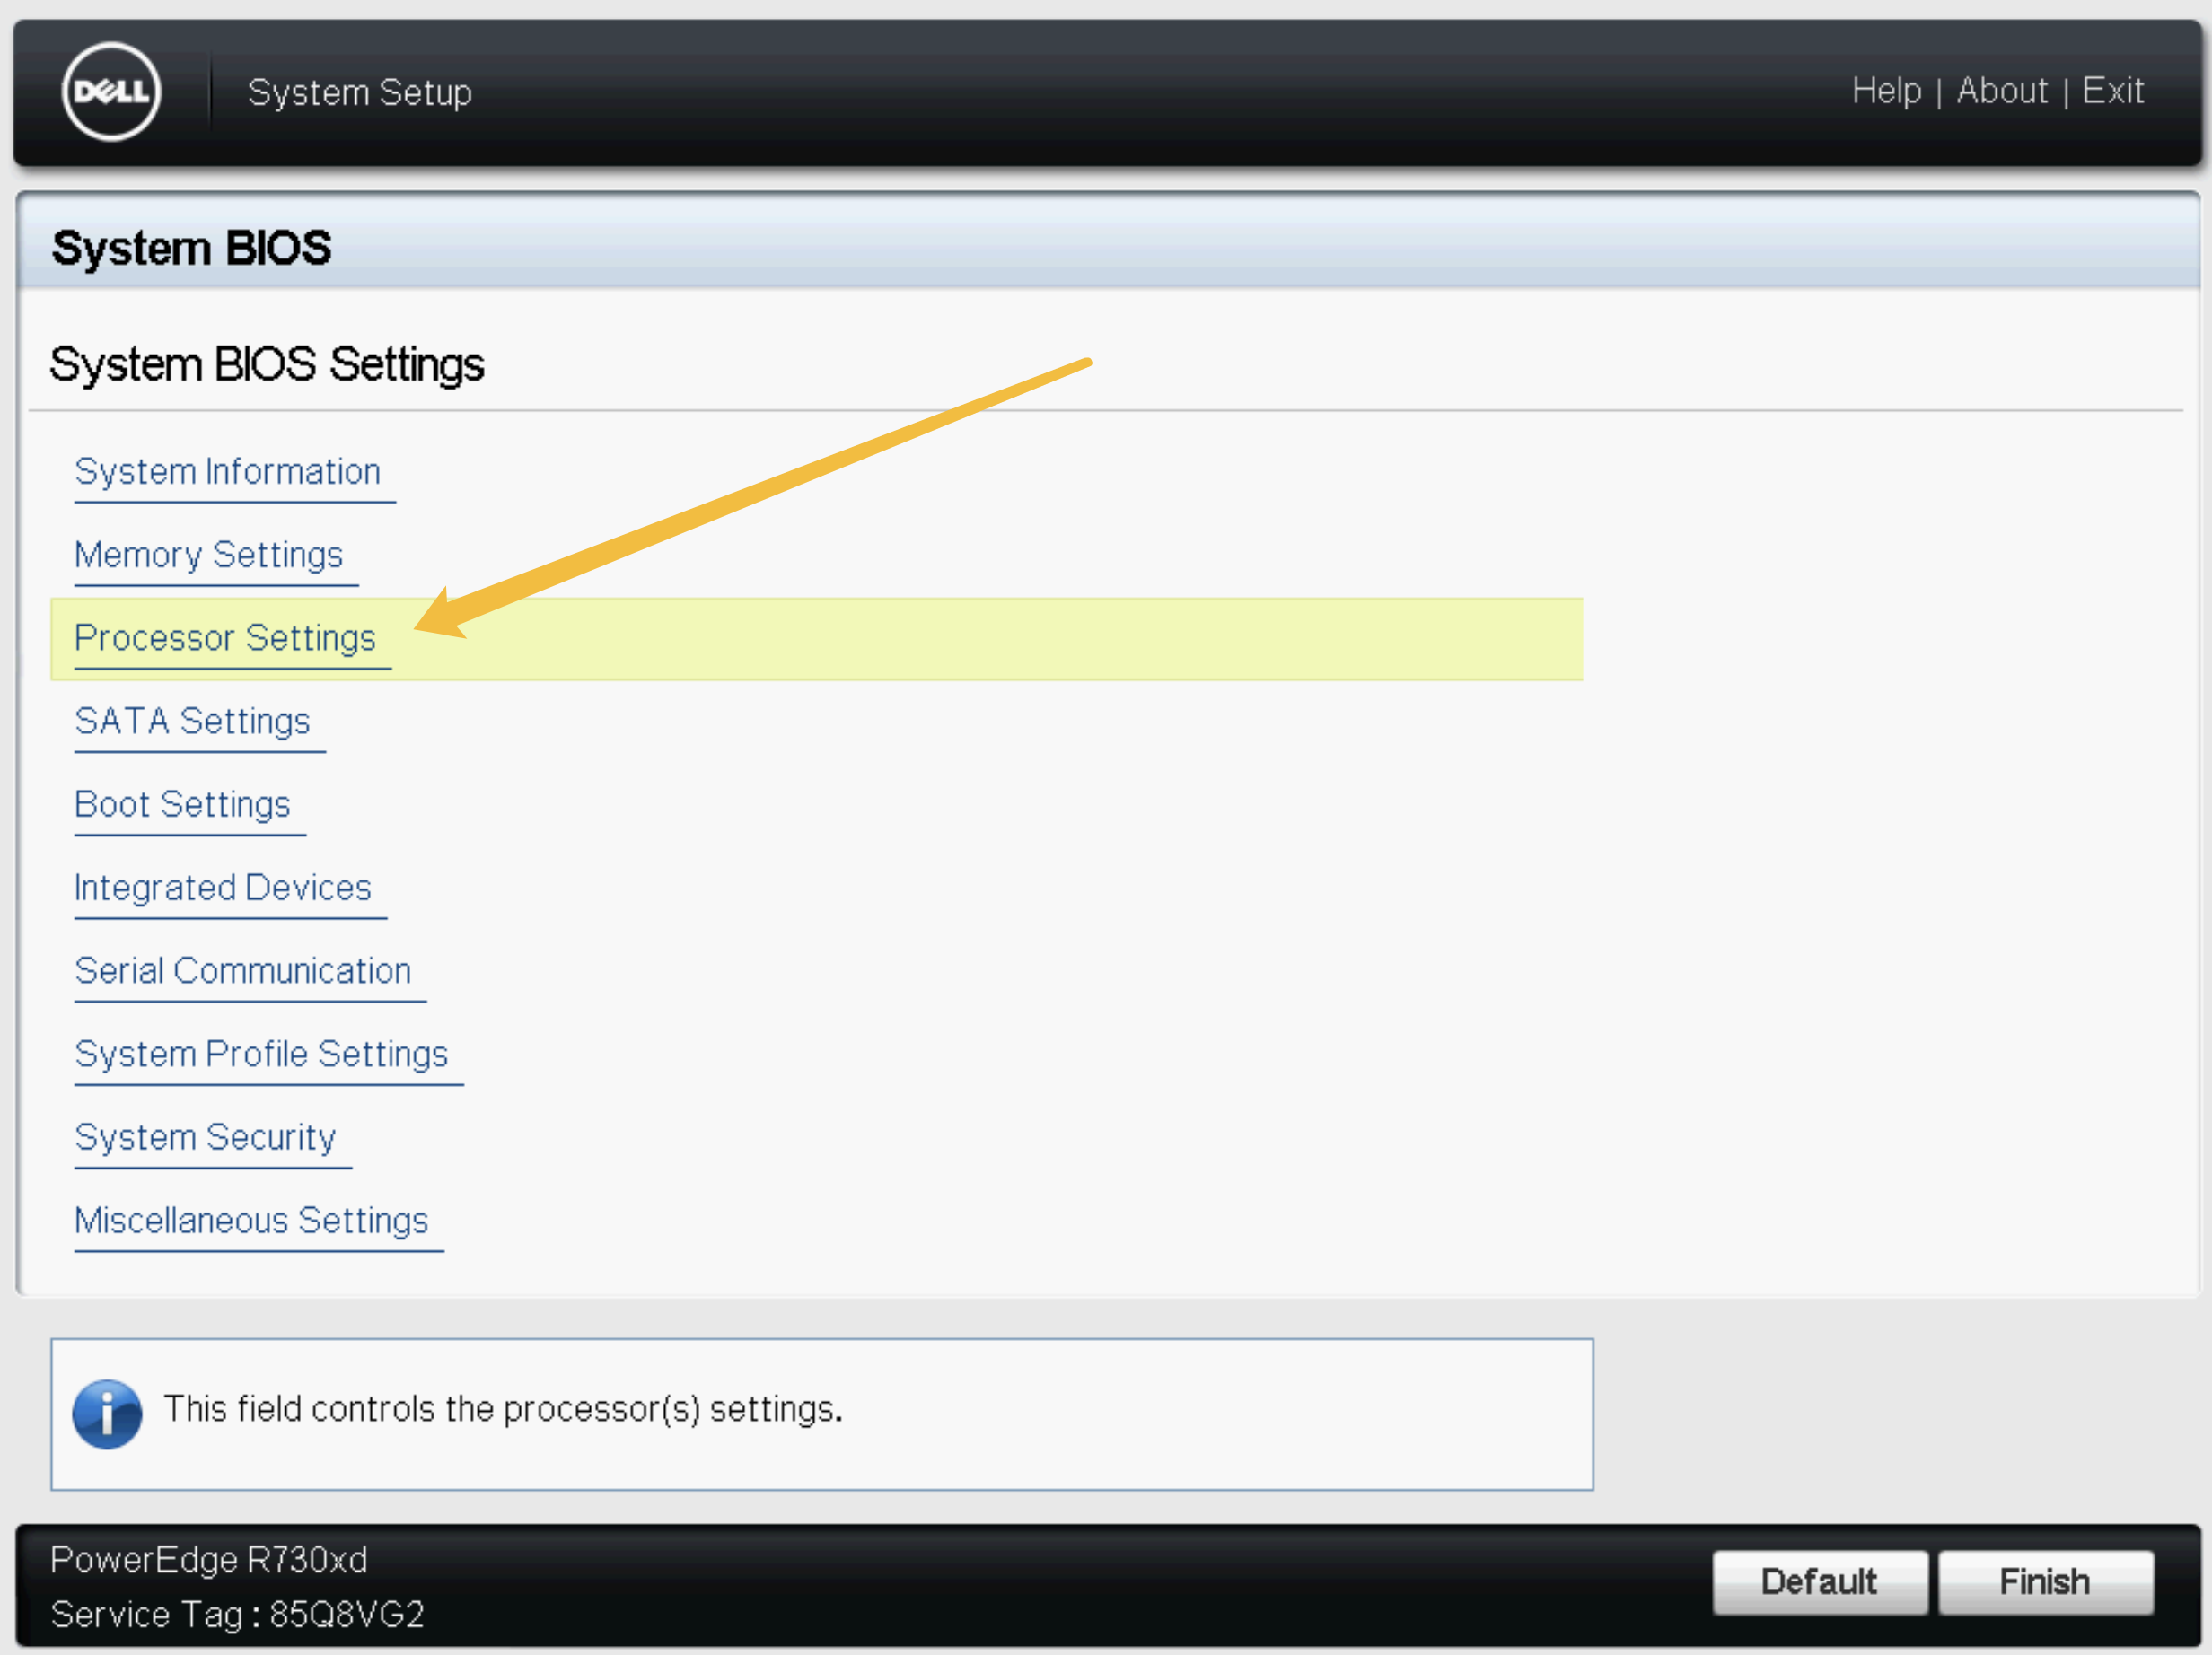 DELL
System Setup
Help | About | Exit
System BIOS
System BIOS Settings
System Information
Memory Settings
Processor Settings
SATA Settings
Boot Settings
Integrated Devices
Serial Communication
System Profile Settings
System Security
Miscellaneous Settings
This field controls the processor(s) settings.
PowerEdge R730xd
Service Tag : 85Q8VG2
Default
Finish